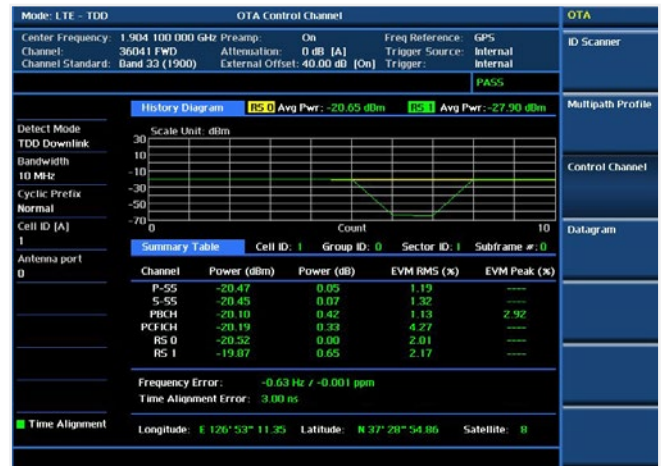 Mode: LTE - TDD OTA Control Channel OTA
Center Frequency: 1.904 100 000 GHz Preamp: On Freq Reference: GPS
Channel: 36041 FWD Attenuation: 0 dB [A] Trigger Source: Internal
Channel Standard: Band 33 (1900) External Offset: 40.00 dB [On] Trigger: Internal
ID Scanner
PASS
History Diagram RS 0 Avg Pwr: -20.65 dBm RS 1 Avg Pwr: -27.90 dBm
Multipath Profile
Detect Mode
TDD Downlink
Bandwidth
10 MHz
Cyclic Prefix
Normal
Cell ID [A]
1
Antenna port
0
Scale Unit: dBm
30
10
-10
-30
-50
-70
0 Count 10
Control Channel
Datagram
Summary Table Cell ID: 1 Group ID: 0 Sector ID: 1 Subframe #: 0
Channel Power (dBm) Power (dB) EVM RMS (%) EVM Peak (%)
P-SS -20.47 0.05 1.19 ----
S-SS -20.45 0.07 1.32 ----
PBCH -20.10 0.42 1.13 2.92
PCFICH -20.19 0.33 4.27 ----
RS 0 -20.52 0.00 2.01 ----
RS 1 -19.87 0.65 2.17 ----
Frequency Error: -0.63 Hz / -0.001 ppm
Time Alignment Error: 3.00 ns
Time Alignment
Longitude: E 126° 53" 11.35 Latitude: N 37° 28" 54.86 Satellite: 8